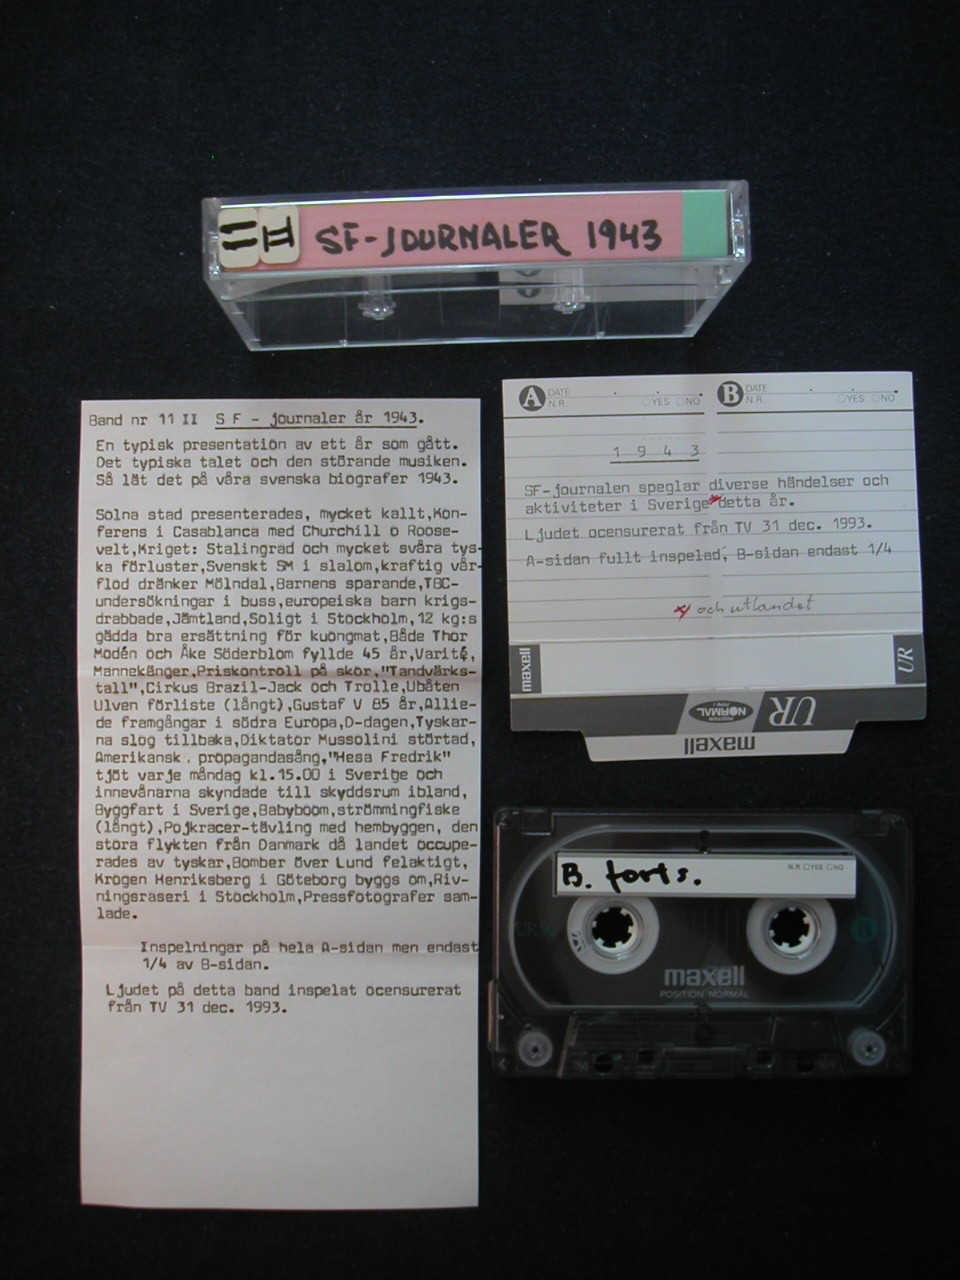 11 II SF-JOURNALER 1943
Band nr 11 II S F - journaler år 1943.
En typisk presentation av ett år som gått.
Det typiska talet och den störande musiken.
Så lät det på våra svenska biografer 1943.
Solna stad presenterades, mycket kallt,Kon-
ferens i Casablanca med Churchill o Roose-
velt,Kriget: Stalingrad och mycket svåra tys-
ka förluster,Svenskt SM i slalom,kraftig vår-
flod dränker Mölndal,Barnens sparande,TBC-
undersökningar i buss,europeiska barn krigs-
drabbade,Jämtland,Soligt i Stockholm,12 kg:s
gädda bra ersättning för kuongmat,Både Thor
Modén och Åke Söderblom fyllde 45 år,Varité,
Mannekänger,Priskontroll på skor,"Tandvärks-
tall",Cirkus Brazil-Jack och Trolle,Ubåten
Ulven förliste (långt),Gustaf V 85 år,Allie-
de framgångar i södra Europa,D-dagen,Tyskar-
na slog tillbaka,Diktator Mussolini störtad,
Amerikansk. propagandasång,"Hesa Fredrik"
tjöt varje måndag kl.15.00 i Sverige och
innevånarna skyndade till skyddsrum ibland,
Byggfart i Sverige,Babyboom,strömmingfiske
(långt),Pojkracer-tävling med hembyggen, den
stora flykten från Danmark då landet occupe-
rades av tyskar,Bomber över Lund felaktigt,
Krogen Henriksberg i Göteborg byggs om,Riv-
ningsraseri i Stockholm,Pressfotografer sam-
lade.
Inspelningar på hela A-sidan men endast
1/4 av B-sidan.
Ljudet på detta band inspelat ocensurerat
från TV 31 dec. 1993.
A DATE B DATE
N.R ○YES ○NO N.R ○YES ○NO
1 9 4 3
SF-journalen speglar diverse händelser och
aktiviteter i Sverige* detta år.
Ljudet ocensurerat från TV 31 dec. 1993.
A-sidan fullt inspelad, B-sidan endast 1/4
*/ och utlandet
maxell UR
POSITION NORMAL UR
maxell
B. forts. N.R □YES □NO
UR 90 B
maxell
POSITION·NORMAL